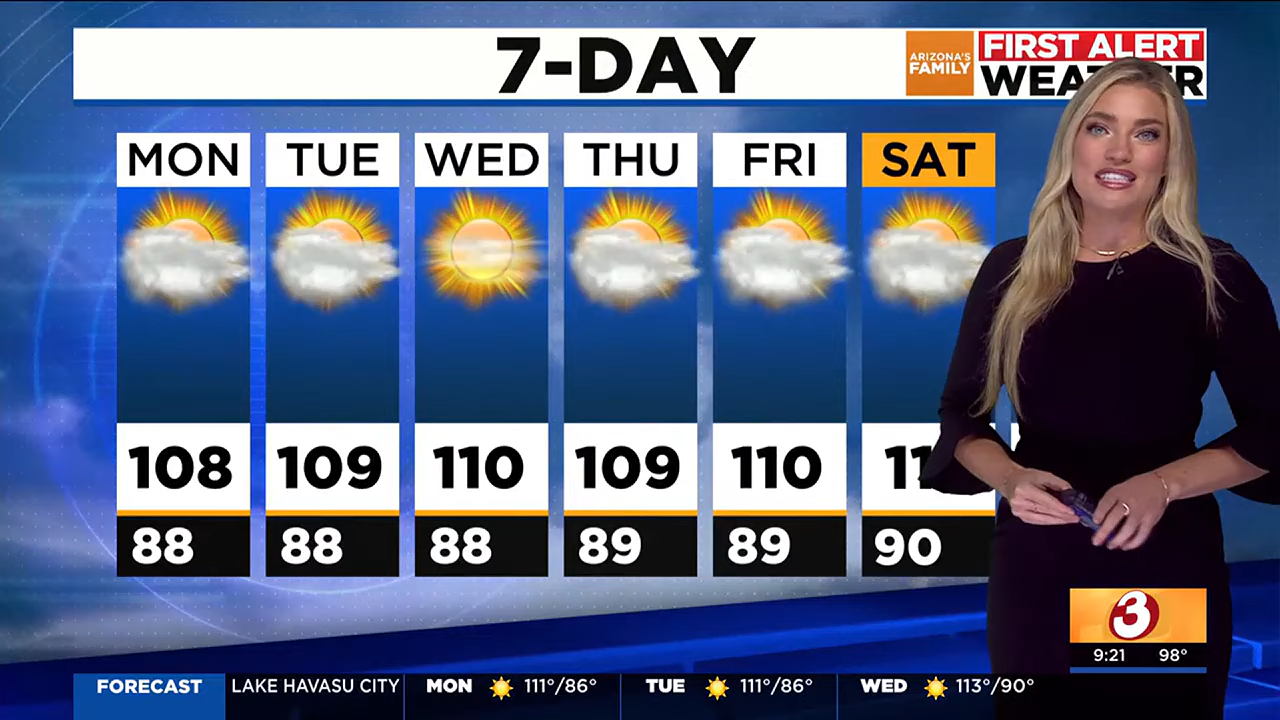 7-DAY
ARIZONA'S
FAMILY
FIRST ALERT
MON TUE WED THU FRI SAT
108 109 110 109 110
88 88 88 89 89 90
3
9:21 98°
FORECAST LAKE HAVASU CITY MON 111°/86° TUE 111°/86° WED 113°/90°